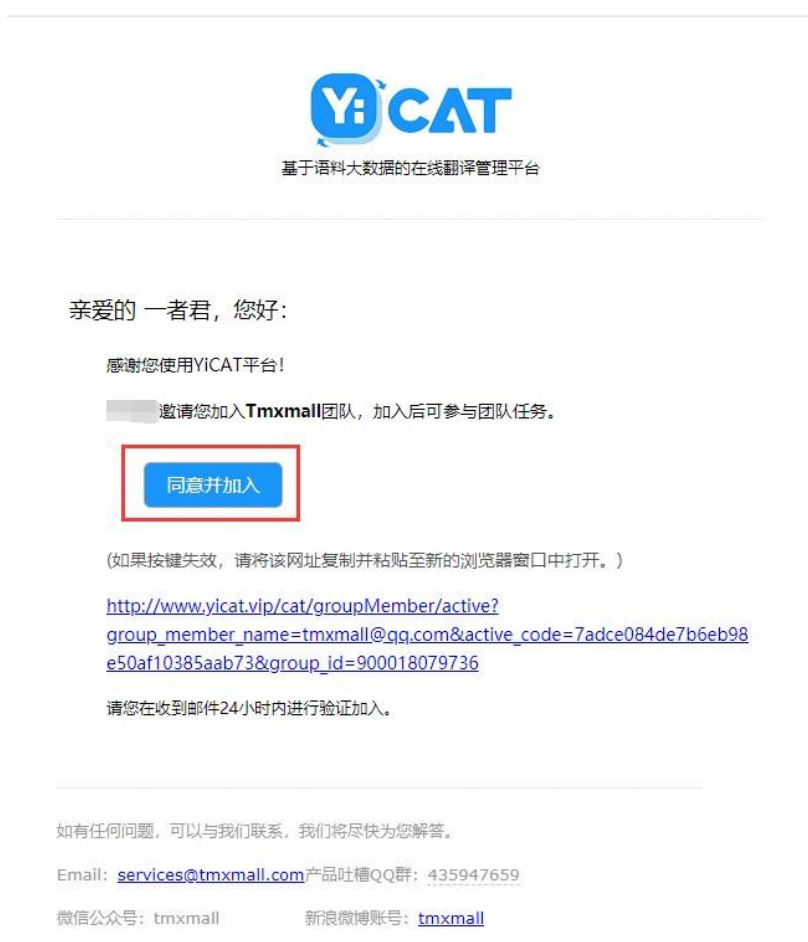 Yi CAT
基于语料大数据的在线翻译管理平台
亲爱的 一者君，您好：
感谢您使用YiCAT平台！
邀请您加入Tmxmall团队，加入后可参与团队任务。
同意并加入
(如果按键失效，请将该网址复制并粘贴至新的浏览器窗口中打开。)
http://www.yicat.vip/cat/groupMember/active?
group_member_name=tmxmall@qq.com&active_code=7adce084de7b6eb98
e50af10385aab73&group_id=900018079736
请您在收到邮件24小时内进行验证加入。
如有任何问题，可以与我们联系，我们将尽快为您解答。
Email：services@tmxmall.com产品吐槽QQ群：435947659
微信公众号：tmxmall 新浪微博账号：tmxmall